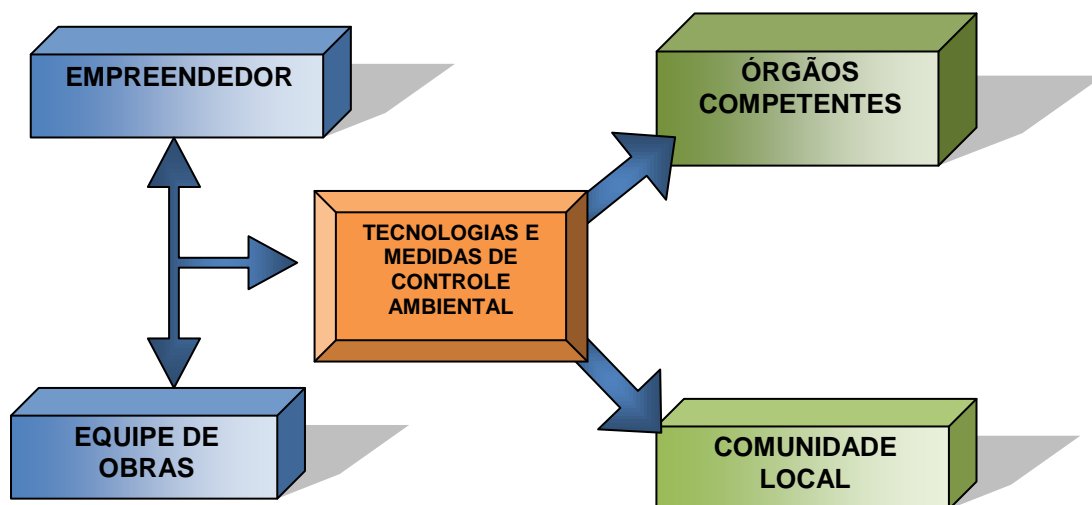 EMPREENDEDOR
ÓRGÃOS
COMPETENTES
TECNOLOGIAS E
MEDIDAS DE
CONTROLE
AMBIENTAL
EQUIPE DE
OBRAS
COMUNIDADE
LOCAL